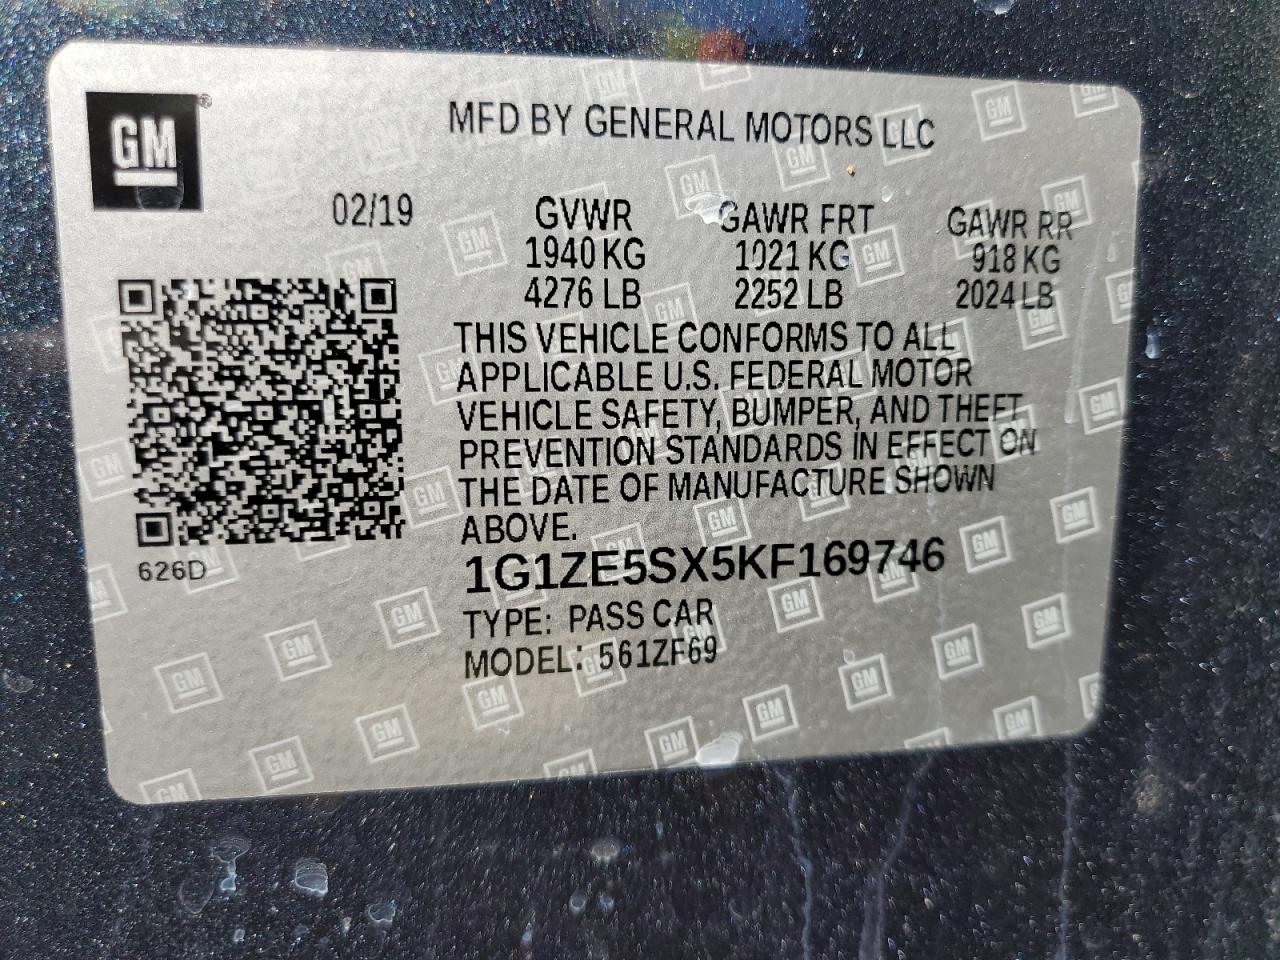 GM
MFD BY GENERAL MOTORS LLC
02/19 GVWR GAWR FRT GAWR RR
1940 KG 1021 KG 918 KG
4276 LB 2252 LB 2024 LB
THIS VEHICLE CONFORMS TO ALL
APPLICABLE U.S. FEDERAL MOTOR
VEHICLE SAFETY, BUMPER, AND THEFT
PREVENTION STANDARDS IN EFFECT ON
THE DATE OF MANUFACTURE SHOWN
ABOVE.
626D
1G1ZE5SX5KF169746
TYPE: PASS CAR
MODEL: 561ZF69